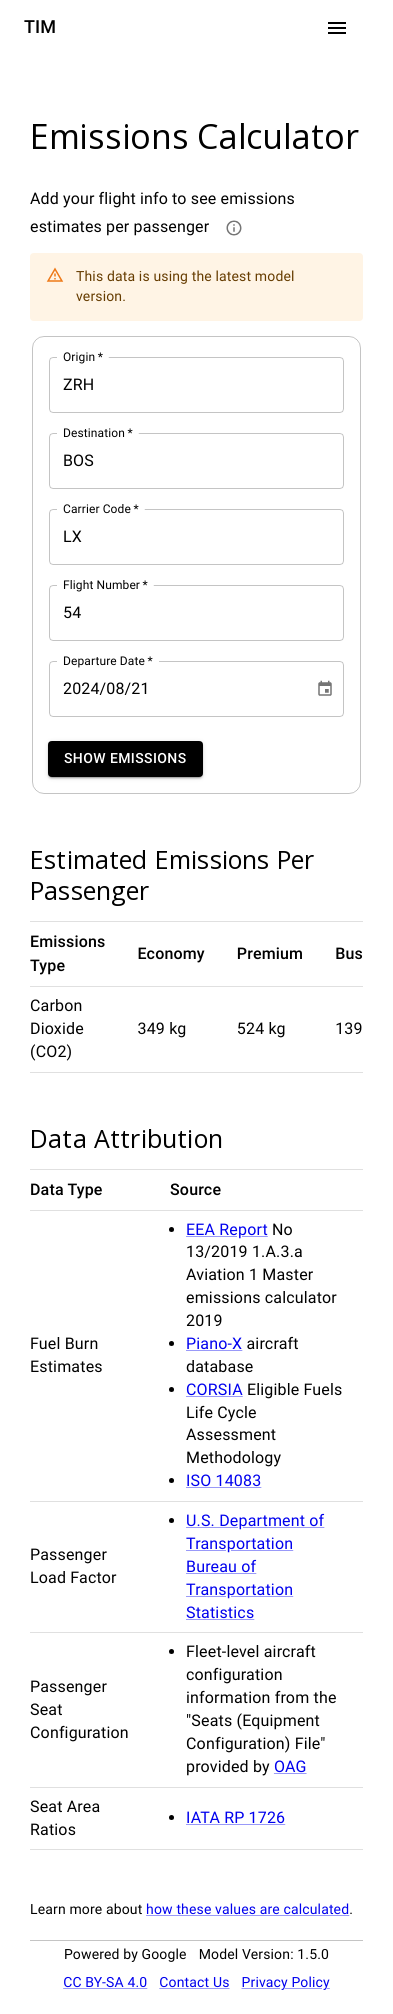 TIM
Emissions Calculator
Add your flight info to see emissions
estimates per passenger
This data is using the latest model
version.
Origin *
ZRH
Destination *
BOS
Carrier Code *
LX
Flight Number *
54
Departure Date *
2024/08/21
SHOW EMISSIONS
Estimated Emissions Per
Passenger
Emissions
Type
Economy
Premium
Bus
Carbon
Dioxide
(CO2)
349 kg
524 kg
139
Data Attribution
Data Type
Source
Fuel Burn
Estimates
EEA Report No
13/2019 1.A.3.a
Aviation 1 Master
emissions calculator
2019
Piano-X aircraft
database
CORSIA Eligible Fuels
Life Cycle
Assessment
Methodology
ISO 14083
Passenger
Load Factor
U.S. Department of
Transportation
Bureau of
Transportation
Statistics
Passenger
Seat
Configuration
Fleet-level aircraft
configuration
information from the
"Seats (Equipment
Configuration) File"
provided by OAG
Seat Area
Ratios
IATA RP 1726
Learn more about how these values are calculated.
Powered by Google Model Version: 1.5.0
CC BY-SA 4.0 Contact Us Privacy Policy